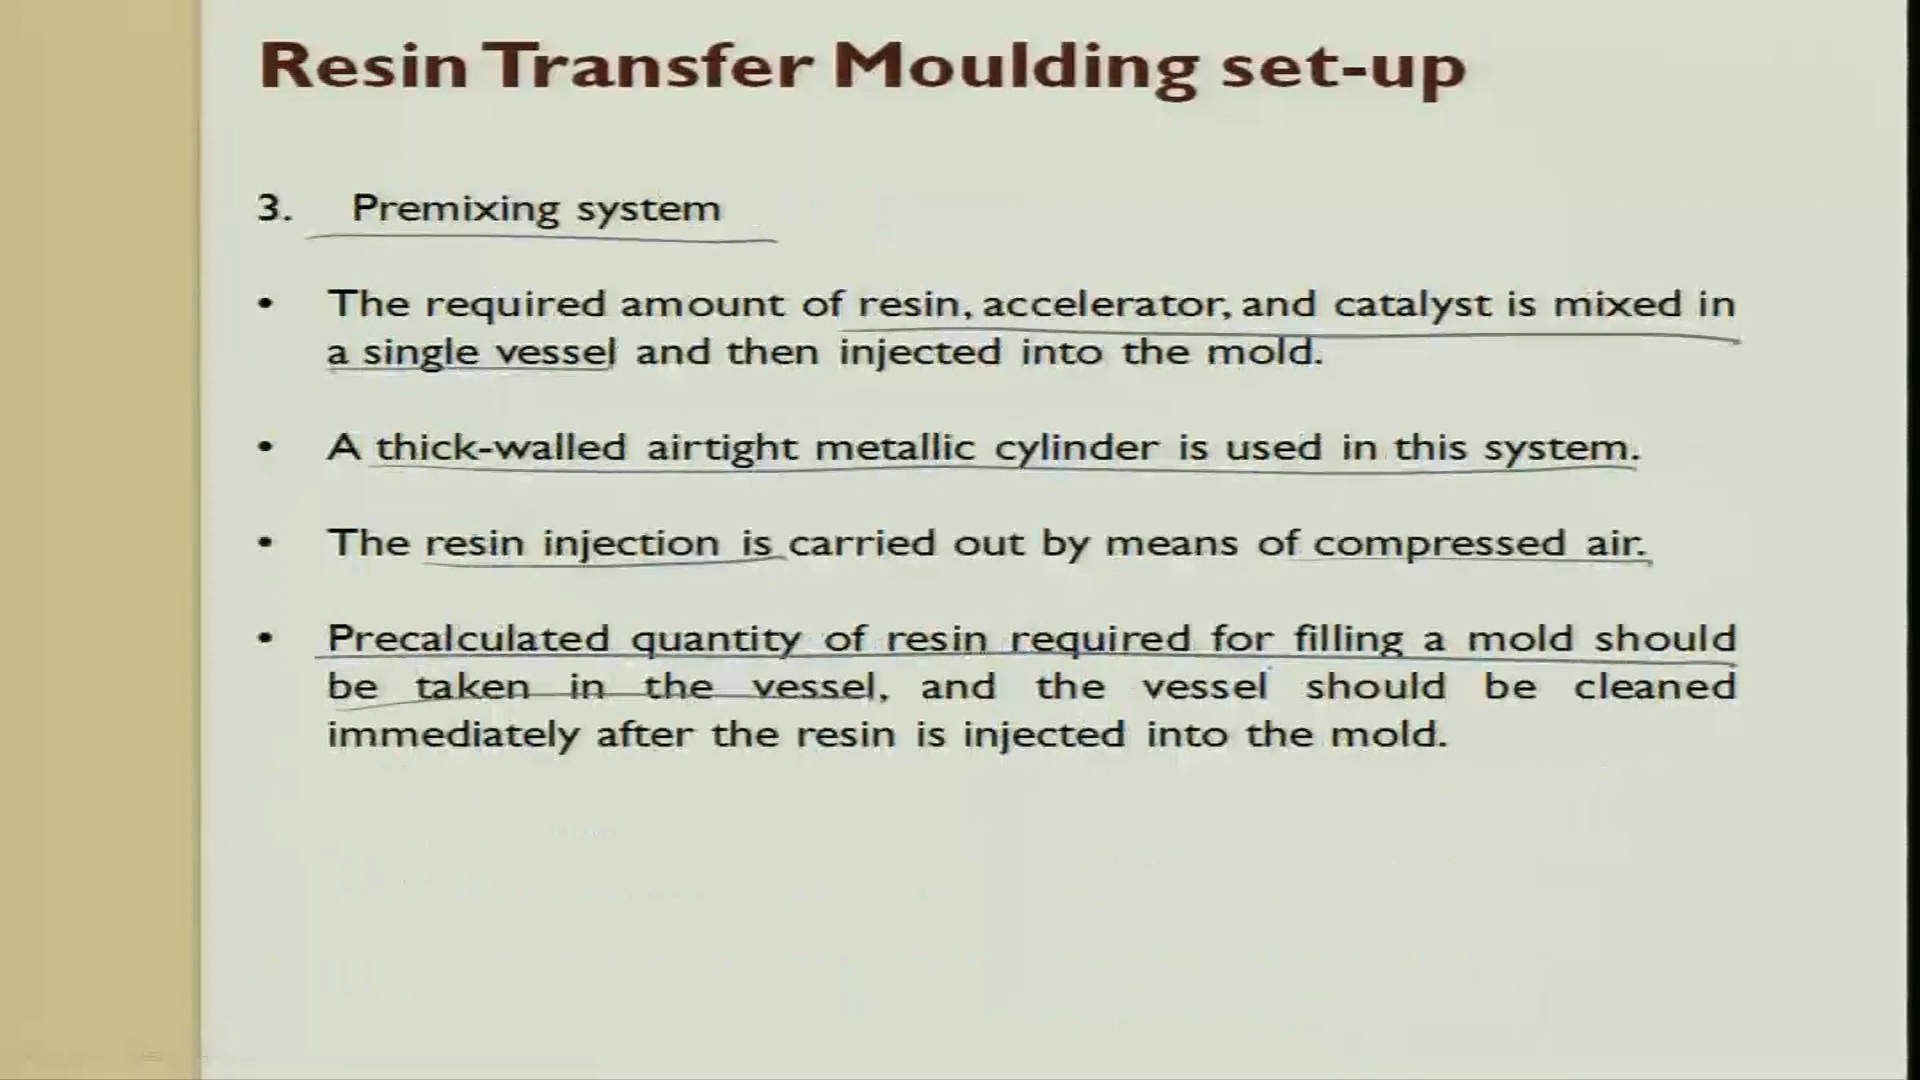 Resin Transfer Moulding set-up
3. Premixing system
• The required amount of resin, accelerator, and catalyst is mixed in
a single vessel and then injected into the mold.
• A thick-walled airtight metallic cylinder is used in this system.
• The resin injection is carried out by means of compressed air.
• Precalculated quantity of resin required for filling a mold should
be taken in the vessel, and the vessel should be cleaned
immediately after the resin is injected into the mold.